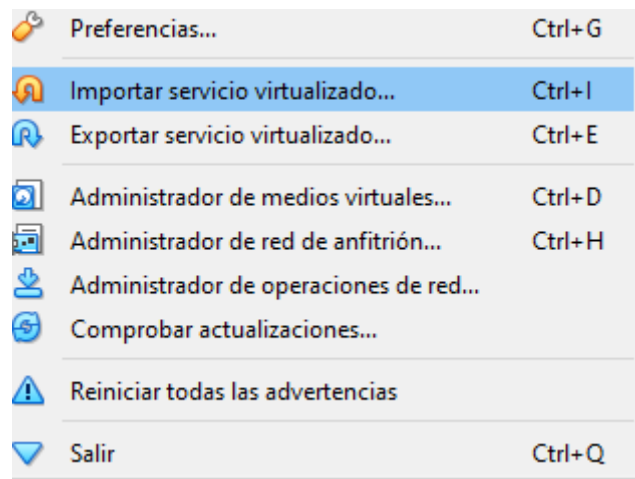 Preferencias... Ctrl+G
Importar servicio virtualizado... Ctrl+I
Exportar servicio virtualizado... Ctrl+E
Administrador de medios virtuales... Ctrl+D
Administrador de red de anfitrión... Ctrl+H
Administrador de operaciones de red...
Comprobar actualizaciones...
Reiniciar todas las advertencias
Salir Ctrl+Q